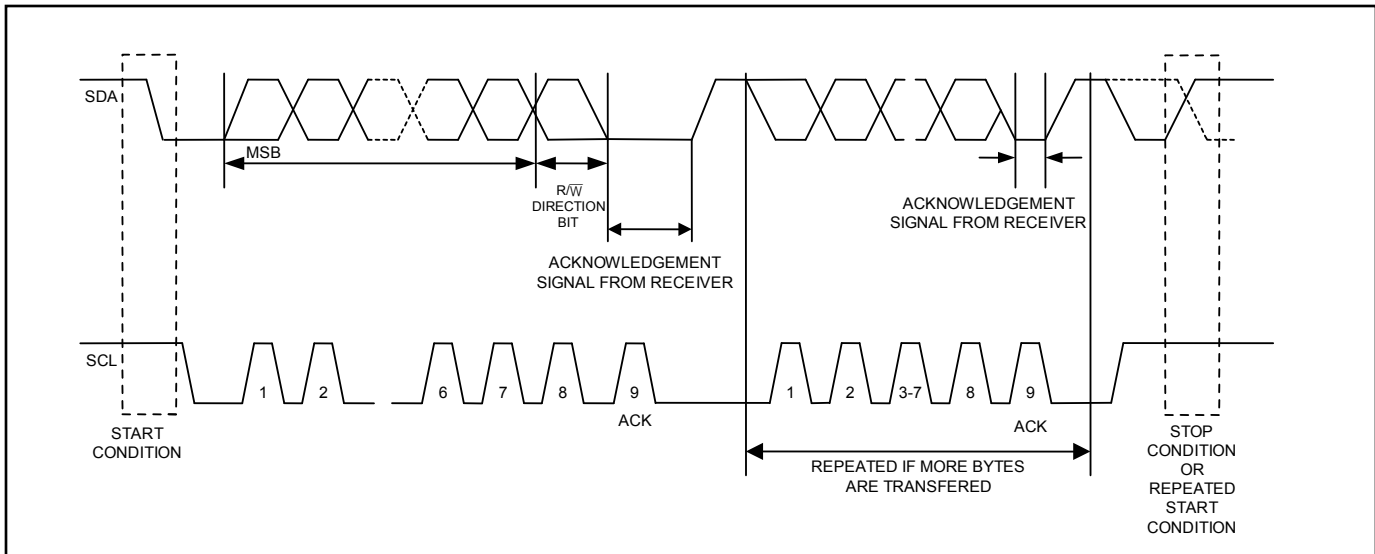 SDA
MSB
R/W̅
DIRECTION
BIT
ACKNOWLEDGEMENT
SIGNAL FROM RECEIVER
ACKNOWLEDGEMENT
SIGNAL FROM RECEIVER
SCL
1
2
6
7
8
9
1
2
3-7
8
9
ACK
ACK
START
CONDITION
REPEATED IF MORE BYTES
ARE TRANSFERED
STOP
CONDITION
OR
REPEATED
START
CONDITION